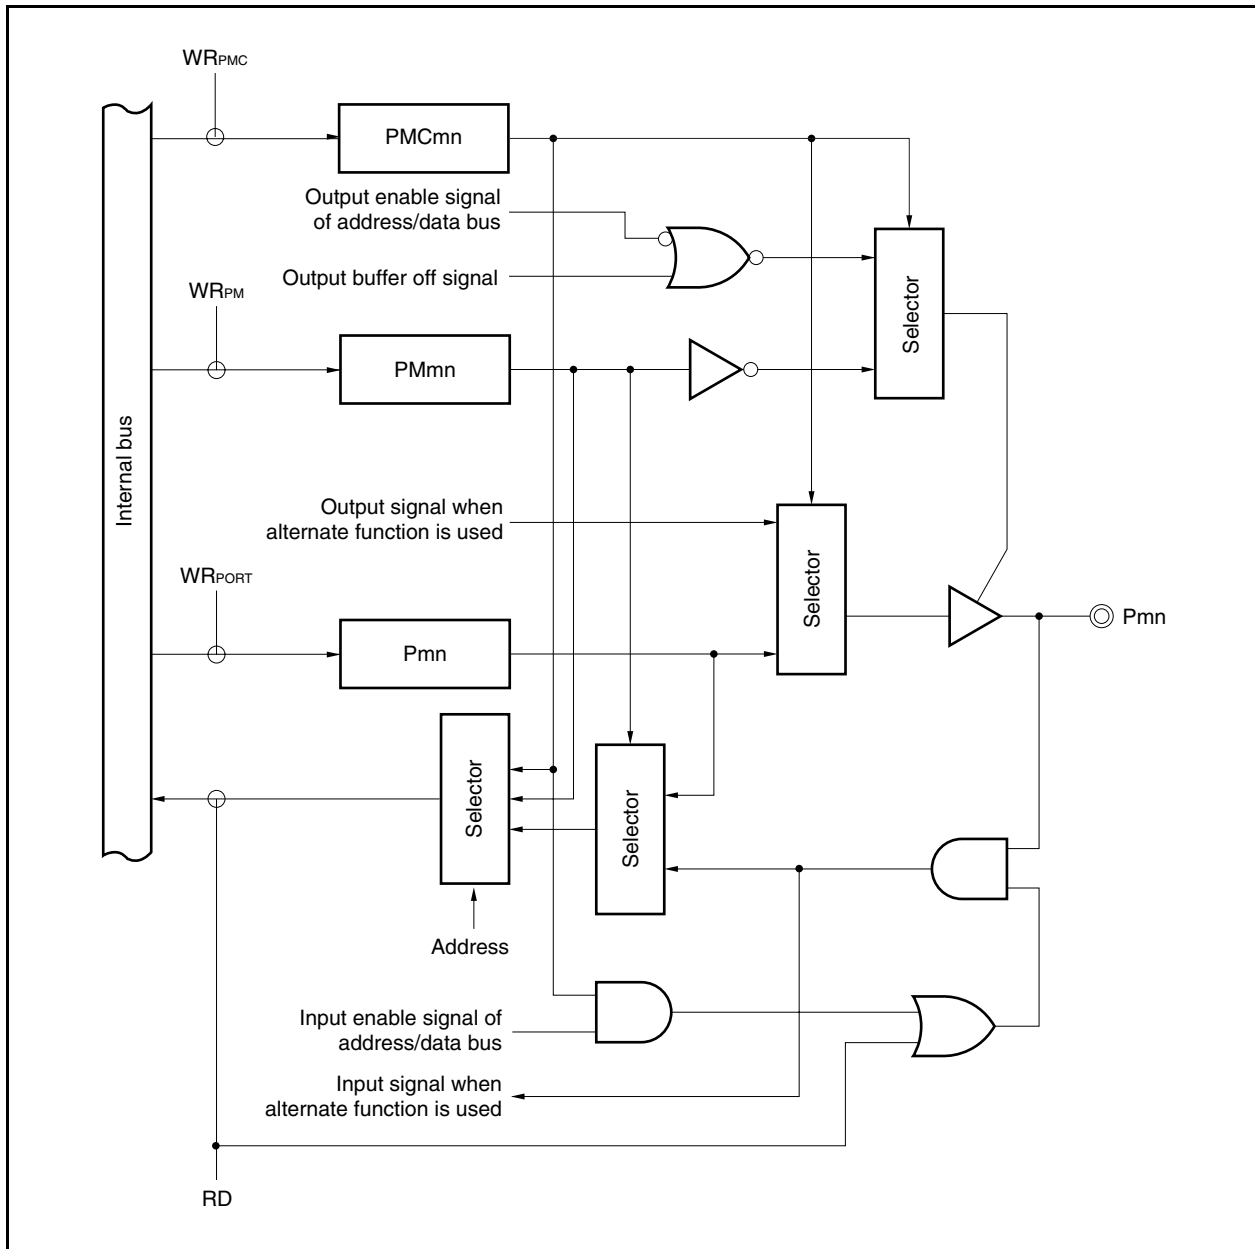 WRPMC
PMCmn
Output enable signal
of address/data bus
Output buffer off signal
Selector
WRPM
PMmn
Internal bus
Output signal when
alternate function is used
Selector
WRPORT
Pmn
Pmn
Selector
Selector
Address
Input enable signal of
address/data bus
Input signal when
alternate function is used
RD